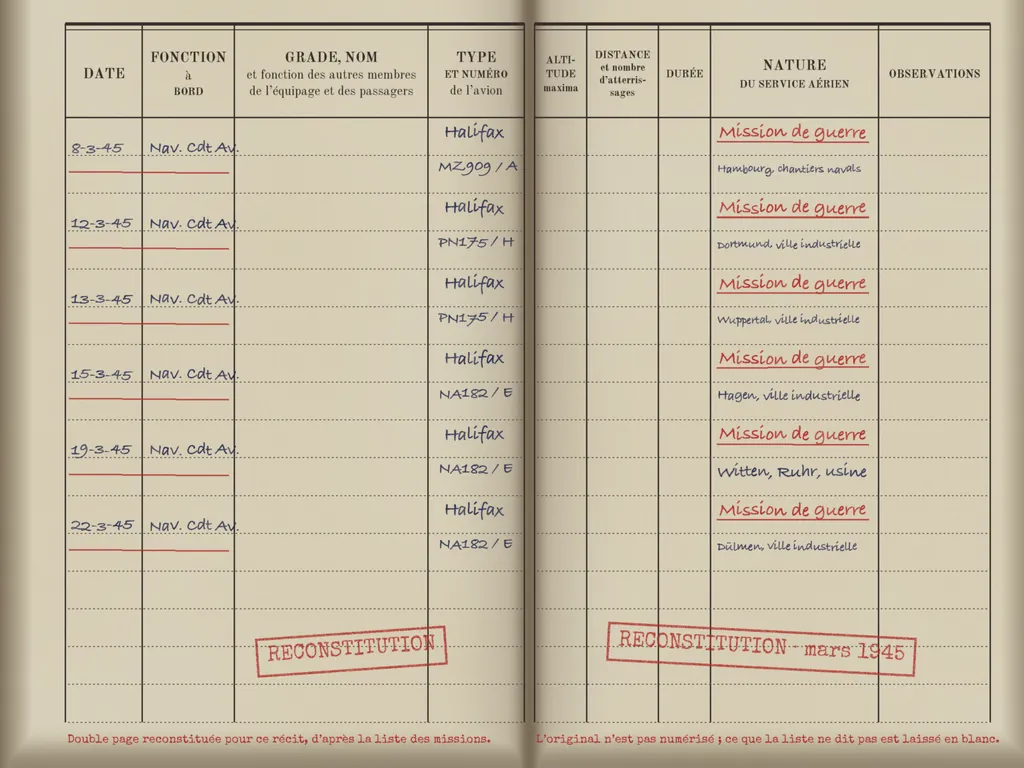 DATE
FONCTION
à
BORD
GRADE, NOM
et fonction des autres membres
de l'équipage et des passagers
TYPE
ET NUMÉRO
de l'avion
ALTI-
TUDE
maxima
DISTANCE
et nombre
d'atterris-
sages
DURÉE
NATURE
DU SERVICE AÉRIEN
OBSERVATIONS
8-3-45 Nav. Cdt Av. Halifax Mission de guerre
MZ909 / A Hambourg, chantiers navals
12-3-45 Nav. Cdt Av. Halifax Mission de guerre
PN175 / H Dortmund, ville industrielle
13-3-45 Nav. Cdt Av. Halifax Mission de guerre
PN175 / H Wuppertal, ville industrielle
15-3-45 Nav. Cdt Av. Halifax Mission de guerre
NA182 / E Hagen, ville industrielle
19-3-45 Nav. Cdt Av. Halifax Mission de guerre
NA182 / E Witten, Ruhr, usine
22-3-45 Nav. Cdt Av. Halifax Mission de guerre
NA182 / E Dülmen, ville industrielle
RECONSTITUTION
RECONSTITUTION - mars 1945
Double page reconstituée pour ce récit, d'après la liste des missions.
L'original n'est pas numérisé ; ce que la liste ne dit pas est laissé en blanc.